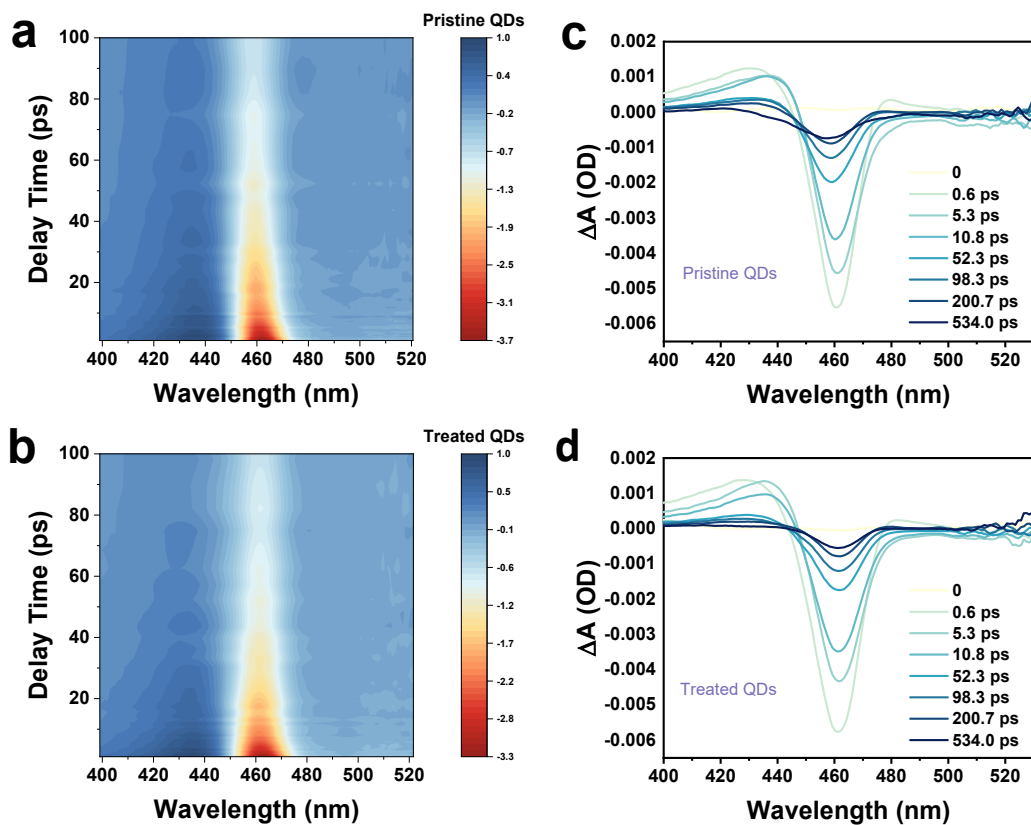 a
Pristine QDs
100
80
60
40
20
Delay Time (ps)
400 420 440 460 480 500 520
Wavelength (nm)
1.0
0.4
-0.2
-0.8
-1.3
-1.9
-2.5
-3.1
-3.7
c
0.002
0.001
0.000
-0.001
-0.002
-0.003
-0.004
-0.005
-0.006
ΔA (OD)
0
0.6 ps
5.3 ps
10.8 ps
52.3 ps
98.3 ps
200.7 ps
534.0 ps
Pristine QDs
400 420 440 460 480 500 520
Wavelength (nm)
b
Treated QDs
100
80
60
40
20
Delay Time (ps)
400 420 440 460 480 500 520
Wavelength (nm)
1.0
0.4
-0.1
-0.6
-1.2
-1.7
-2.2
-2.8
-3.3
d
0.002
0.001
0.000
-0.001
-0.002
-0.003
-0.004
-0.005
-0.006
ΔA (OD)
0
0.6 ps
5.3 ps
10.8 ps
52.3 ps
98.3 ps
200.7 ps
534.0 ps
Treated QDs
400 420 440 460 480 500 520
Wavelength (nm)